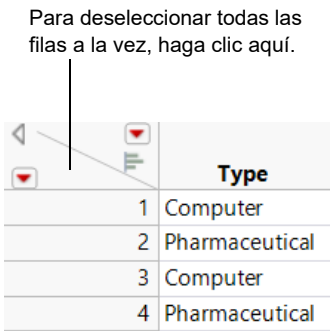 Para deseleccionar todas las
filas a la vez, haga clic aquí.
Type
1 Computer
2 Pharmaceutical
3 Computer
4 Pharmaceutical